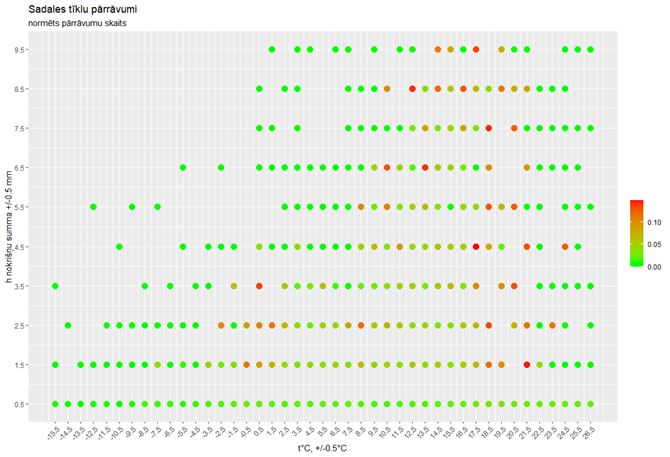 Sadales tīklu pārrāvumi
normēts pārrāvumu skaits
h nokrišņu summa +/-0.5 mm
9.5
8.5
7.5
6.5
5.5
4.5
3.5
2.5
1.5
0.5
0.10
0.05
0.00
-15,5 -14,5 -13,5 -12,5 -11,5 -10,5 -9,5 -8,5 -7,5 -6,5 -5,5 -4,5 -3,5 -2,5 -1,5 -0,5 0,5 1,5 2,5 3,5 4,5 5,5 6,5 7,5 8,5 9,5 10,5 11,5 12,5 13,5 14,5 15,5 16,5 17,5 18,5 19,5 20,5 21,5 22,5 23,5 24,5 25,5 26,5
t°C, +/-0.5°C